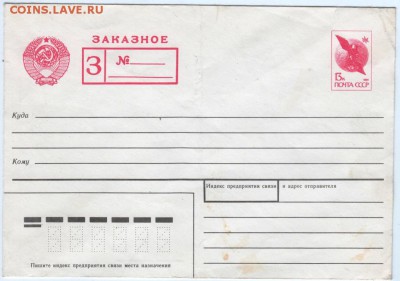 COINS.LAVE.RU
ЗАКАЗНОЕ
З №
13к
ПОЧТА СССР
Куда
Кому
Индекс предприятия связи и адрес отправителя
Пишите индекс предприятия связи места назначения